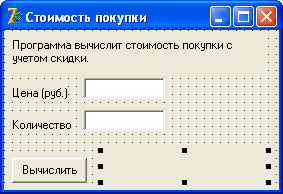 Стоимость покупки
Программа вычислит стоимость покупки с
учетом скидки.
Цена (руб.)
Количество
Вычислить